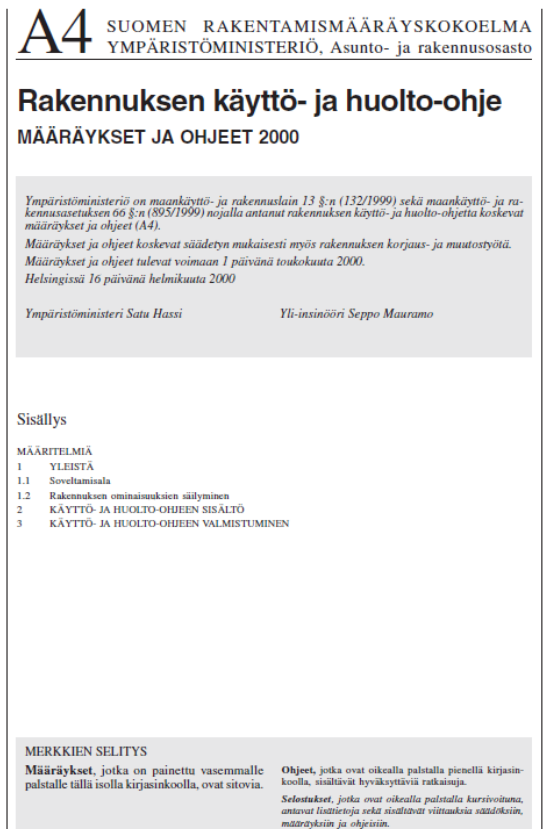 A4 SUOMEN RAKENTAMISMÄÄRÄYSKOKOELMA
YMPÄRISTÖMINISTERIÖ, Asunto- ja rakennusosasto
Rakennuksen käyttö- ja huolto-ohje
MÄÄRÄYKSET JA OHJEET 2000
Ympäristöministeriö on maankäyttö- ja rakennuslain 13 §:n (132/1999) sekä maankäyttö- ja ra-
kennusasetuksen 66 §:n (895/1999) nojalla antanut rakennuksen käyttö- ja huolto-ohjetta koskevat
määräykset ja ohjeet (A4).
Määräykset ja ohjeet koskevat säädetyn mukaisesti myös rakennuksen korjaus- ja muutostyötä.
Määräykset ja ohjeet tulevat voimaan 1 päivänä toukokuuta 2000.
Helsingissä 16 päivänä helmikuuta 2000
Ympäristöministeri Satu Hassi Yli-insinööri Seppo Mauramo
Sisällys
MÄÄRITELMIÄ
1 YLEISTÄ
1.1 Soveltamisala
1.2 Rakennuksen ominaisuuksien säilyminen
2 KÄYTTÖ- JA HUOLTO-OHJEEN SISÄLTÖ
3 KÄYTTÖ- JA HUOLTO-OHJEEN VALMISTUMINEN
MERKKIEN SELITYS
Määräykset, jotka on painettu vasemmalle
palstalle tällä isolla kirjasinkoolla, ovat sitovia.
Ohjeet, jotka ovat oikealla palstalla pienellä kirjasin-
koolla, sisältävät hyväksyttäviä ratkaisuja.
Selostukset, jotka ovat oikealla palstalla kursivoituna,
antavat lisätietoja sekä sisältävät viittauksia säädöksiin,
määräyksiin ja ohjeisiin.